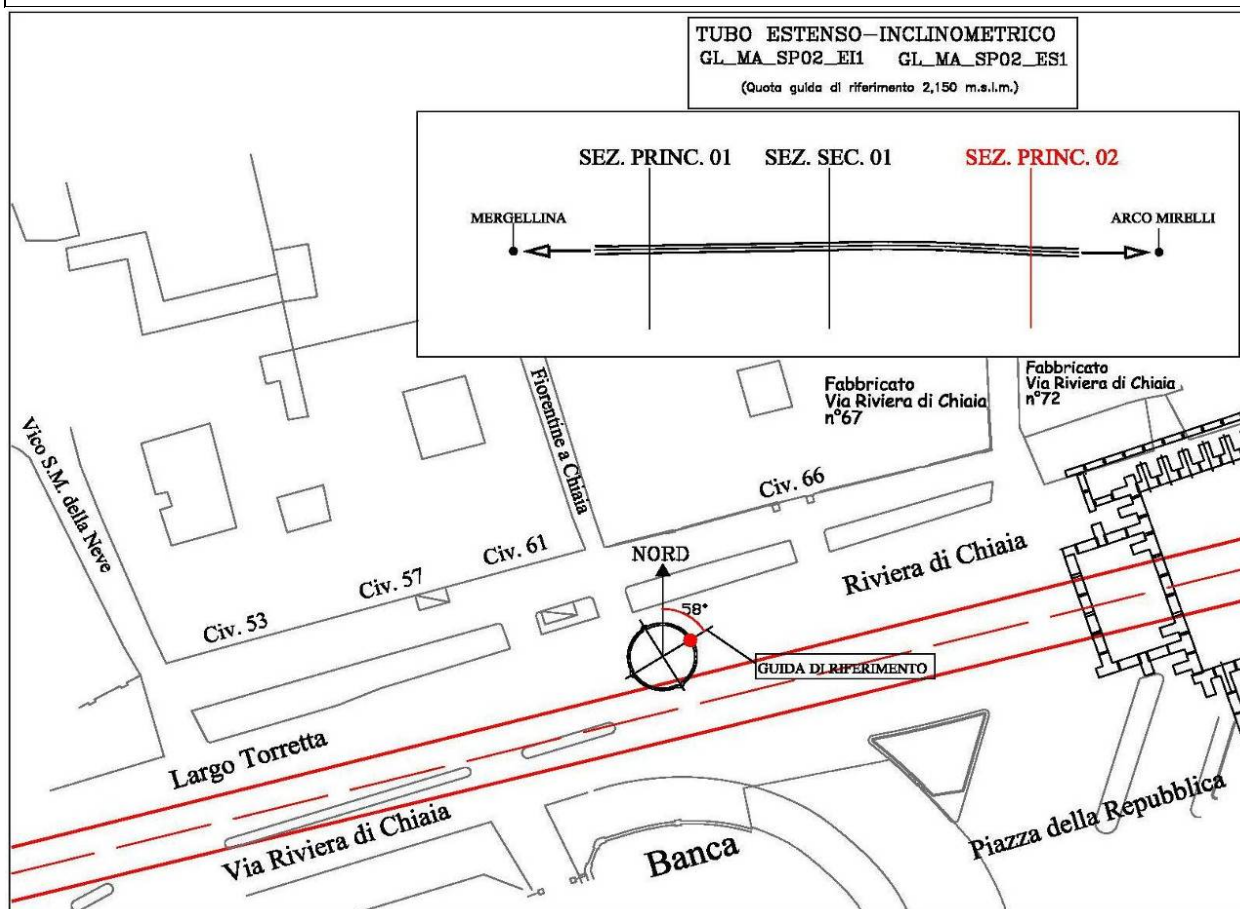 TUBO ESTENSO-INCLINOMETRICO
GL_MA_SP02_EI1 GL_MA_SP02_ES1
(Quota guida di riferimento 2,150 m.s.l.m.)
SEZ. PRINC. 01 SEZ. SEC. 01 SEZ. PRINC. 02
MERGELLINA
ARCO MIRELLI
Fabbricato
Via Riviera di Chiaia
n°67
Fabbricato
Via Riviera di Chiaia
n°72
Fiorentine a Chiaia
Vico S.M. della Neve
Civ. 66
Civ. 61
Civ. 57
Civ. 53
NORD
58°
Riviera di Chiaia
GUIDA DI RIFERIMENTO
Largo Torretta
Via Riviera di Chiaia
Banca
Piazza della Repubblica